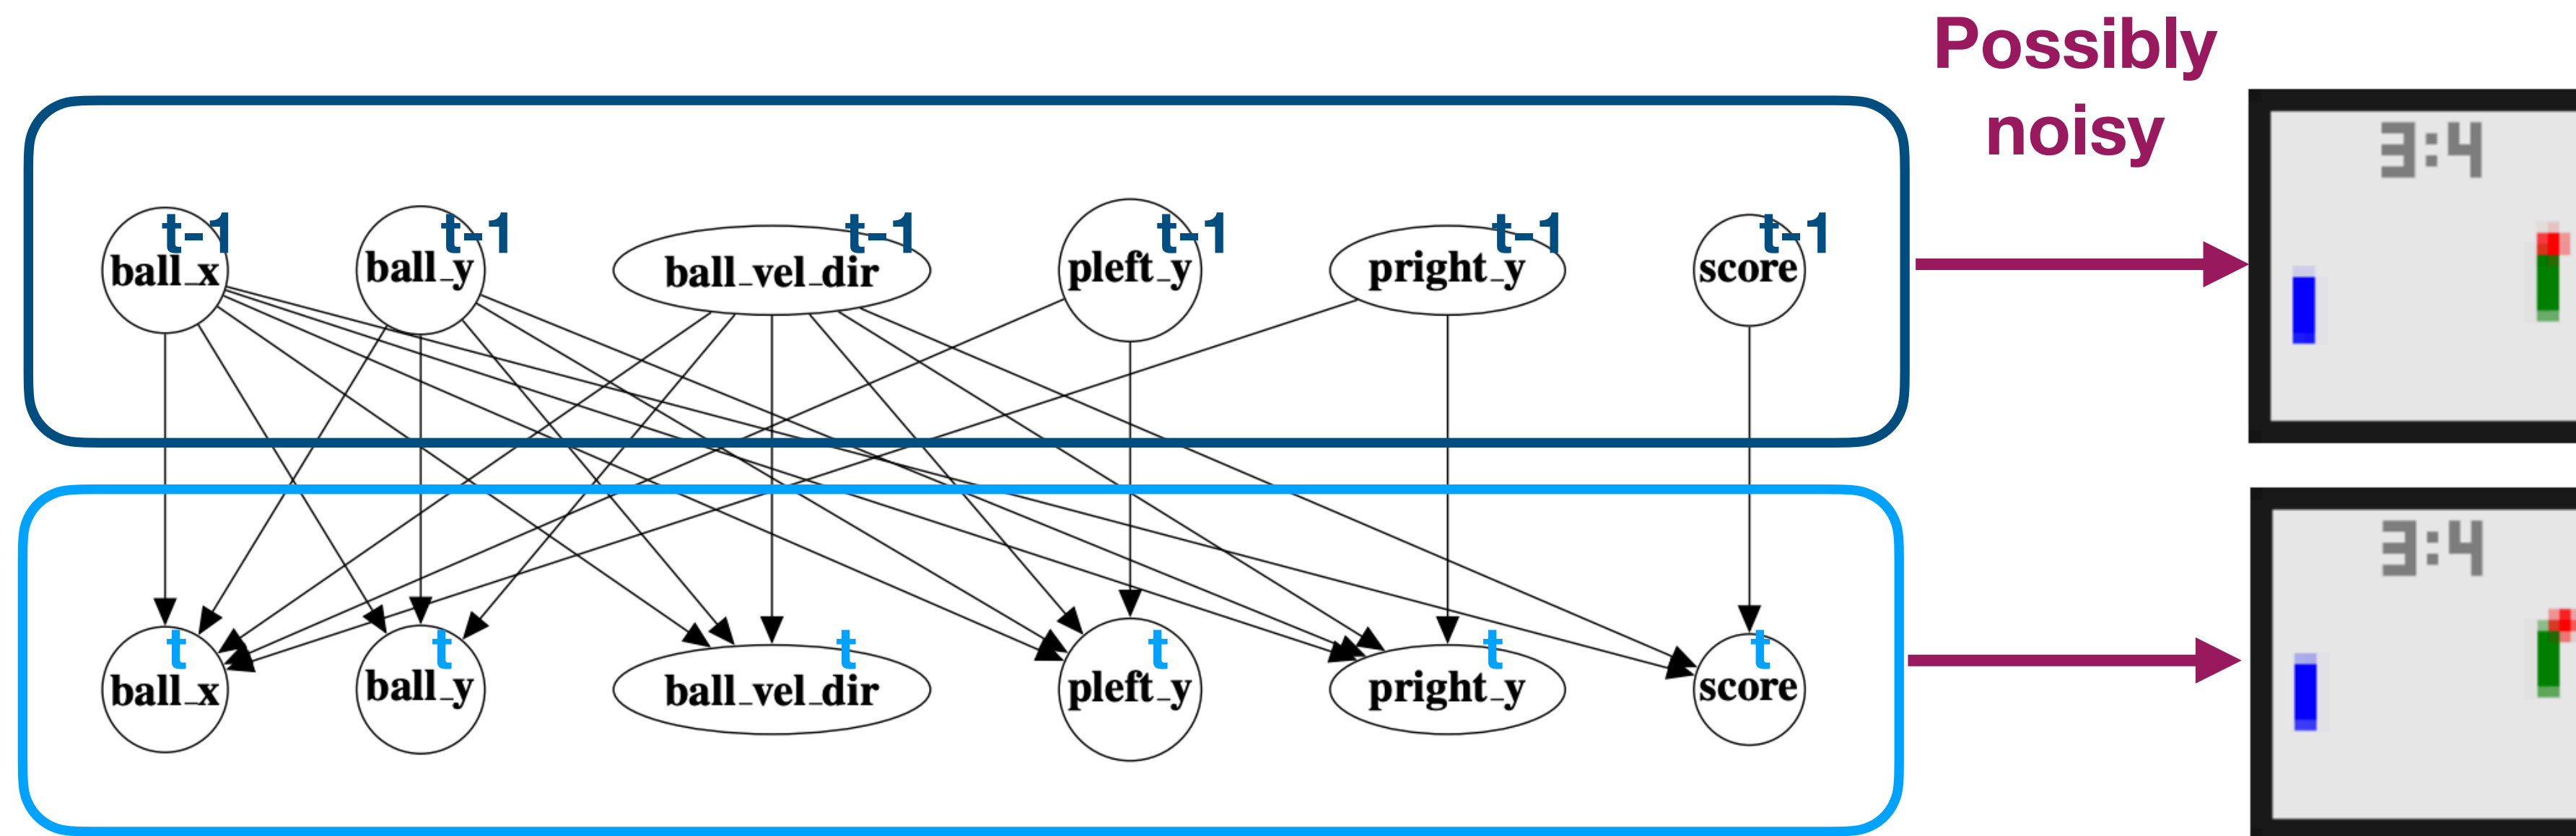 Possibly
noisy
3:4
t-1 t-1 t-1 t-1 t-1 t-1
ball_x ball_y ball_vel_dir pleft_y pright_y score
3:4
t t t t t t
ball_x ball_y ball_vel_dir pleft_y pright_y score